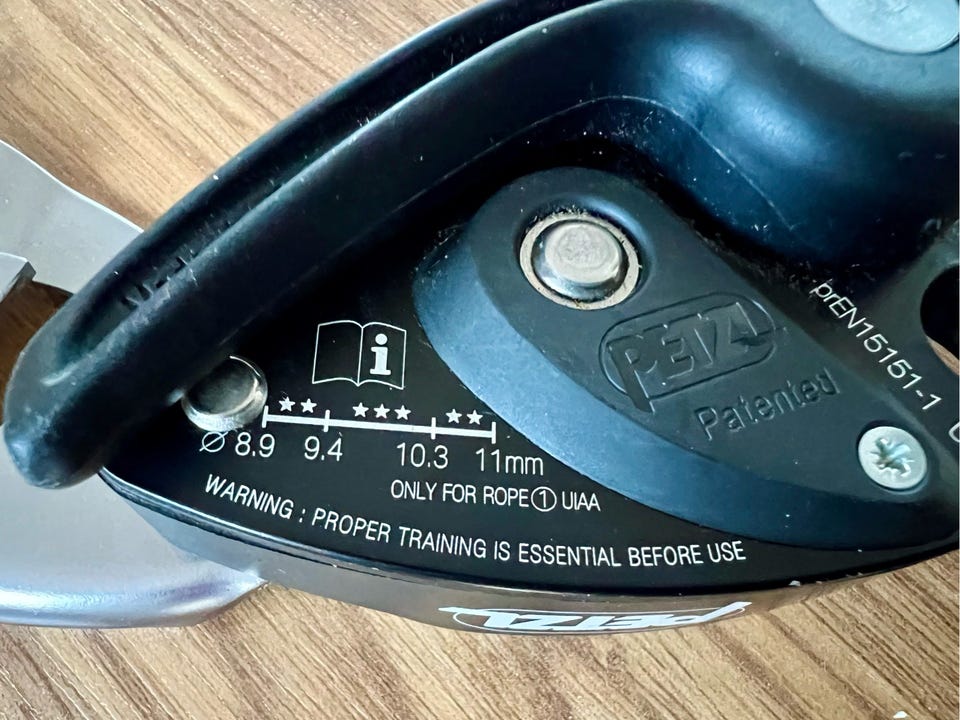 PETZL
Patented
prEN15151-1
i
★★ ★★★ ★★
Ø 8.9 9.4 10.3 11mm
ONLY FOR ROPE ① UIAA
WARNING : PROPER TRAINING IS ESSENTIAL BEFORE USE
PETZL